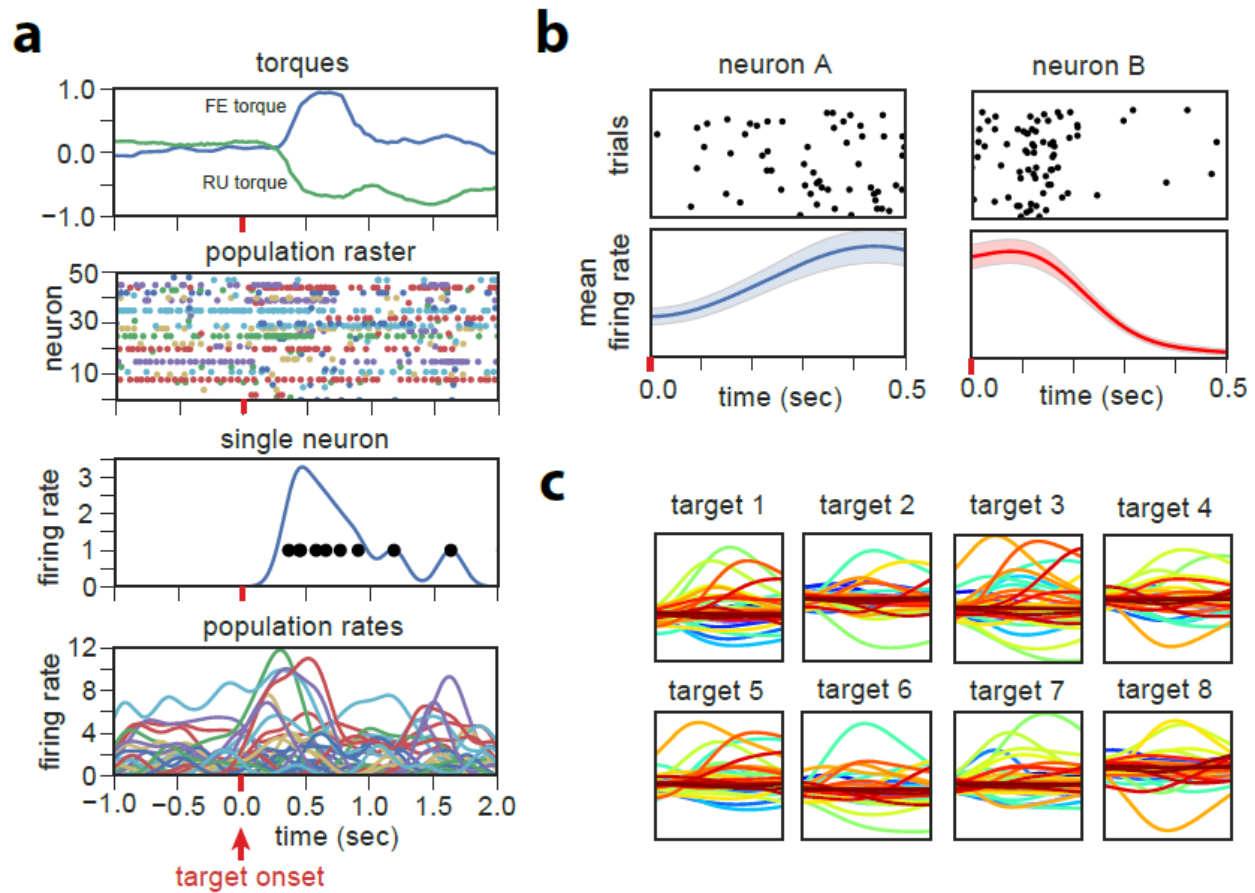 a
torques
1.0
0.0
−1.0
FE torque
RU torque
population raster
neuron
50
30
10
single neuron
firing rate
3
2
1
0
population rates
firing rate
12
8
4
0
−1.0 −0.5 0.0 0.5 1.0 1.5 2.0
time (sec)
target onset
b
neuron A neuron B
trials
mean
firing rate
0.0 0.5 0.0 0.5
time (sec) time (sec)
c
target 1 target 2 target 3 target 4
target 5 target 6 target 7 target 8